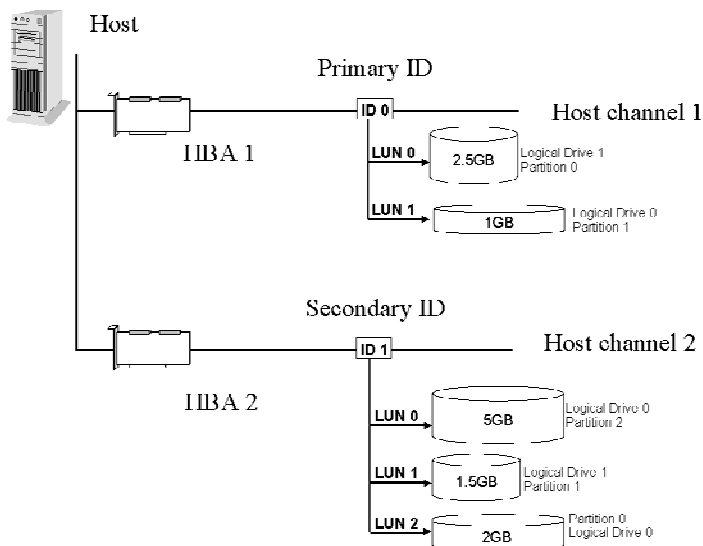 Host
Primary ID
ID 0
Host channel 1
HBA 1
LUN 0
2.5GB
Logical Drive 1
Partition 0
LUN 1
1GB
Logical Drive 0
Partition 1
Secondary ID
ID 1
Host channel 2
HBA 2
LUN 0
5GB
Logical Drive 0
Partition 2
LUN 1
1.5GB
Logical Drive 1
Partition 1
LUN 2
2GB
Partition 0
Logical Drive 0